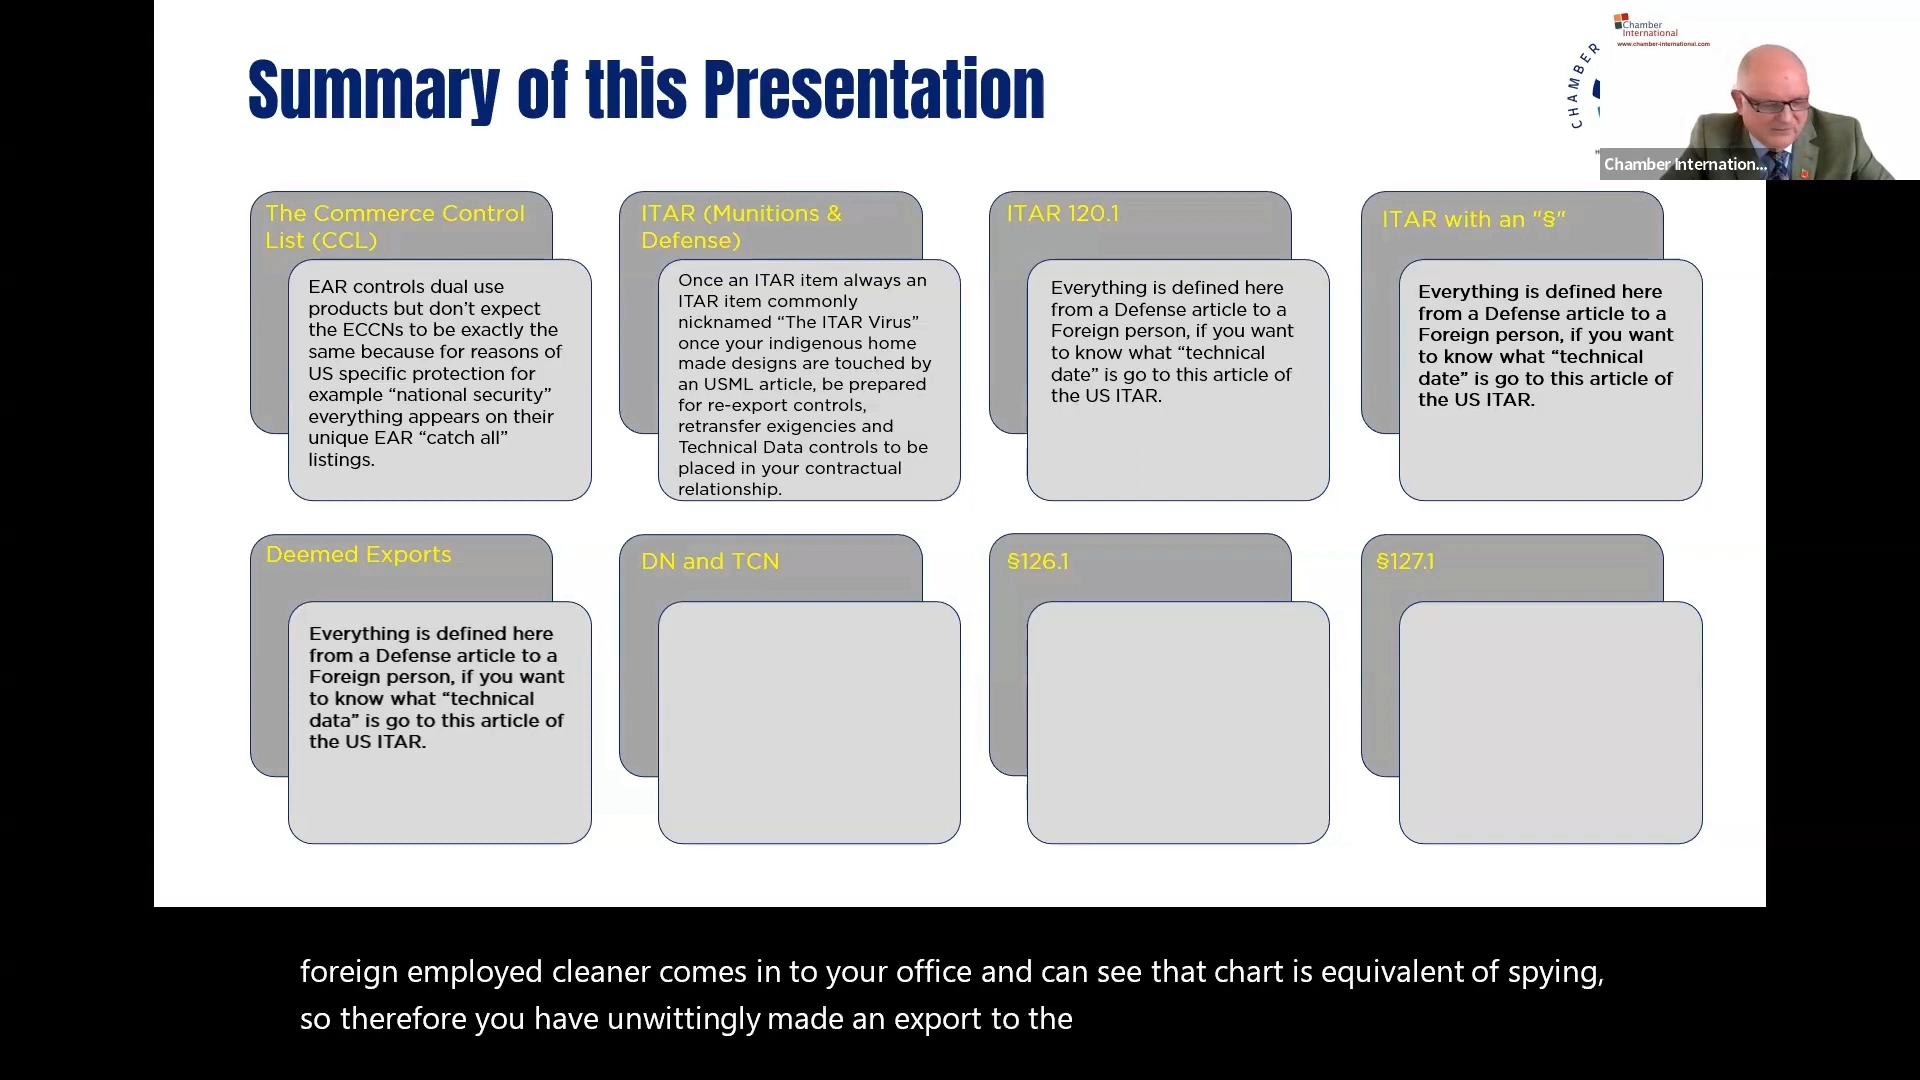 Summary of this Presentation
Chamber
International
www.chamber-international.com
CHAMBER
Chamber Internation...
The Commerce Control
List (CCL)
EAR controls dual use
products but don’t expect
the ECCNs to be exactly the
same because for reasons of
US specific protection for
example “national security”
everything appears on their
unique EAR “catch all”
listings.
ITAR (Munitions &
Defense)
Once an ITAR item always an
ITAR item commonly
nicknamed “The ITAR Virus”
once your indigenous home
made designs are touched by
an USML article, be prepared
for re-export controls,
retransfer exigencies and
Technical Data controls to be
placed in your contractual
relationship.
ITAR 120.1
Everything is defined here
from a Defense article to a
Foreign person, if you want
to know what “technical
date” is go to this article of
the US ITAR.
ITAR with an "§"
Everything is defined here
from a Defense article to a
Foreign person, if you want
to know what “technical
date” is go to this article of
the US ITAR.
Deemed Exports
Everything is defined here
from a Defense article to a
Foreign person, if you want
to know what “technical
data” is go to this article of
the US ITAR.
DN and TCN
§126.1
§127.1
foreign employed cleaner comes in to your office and can see that chart is equivalent of spying,
so therefore you have unwittingly made an export to the